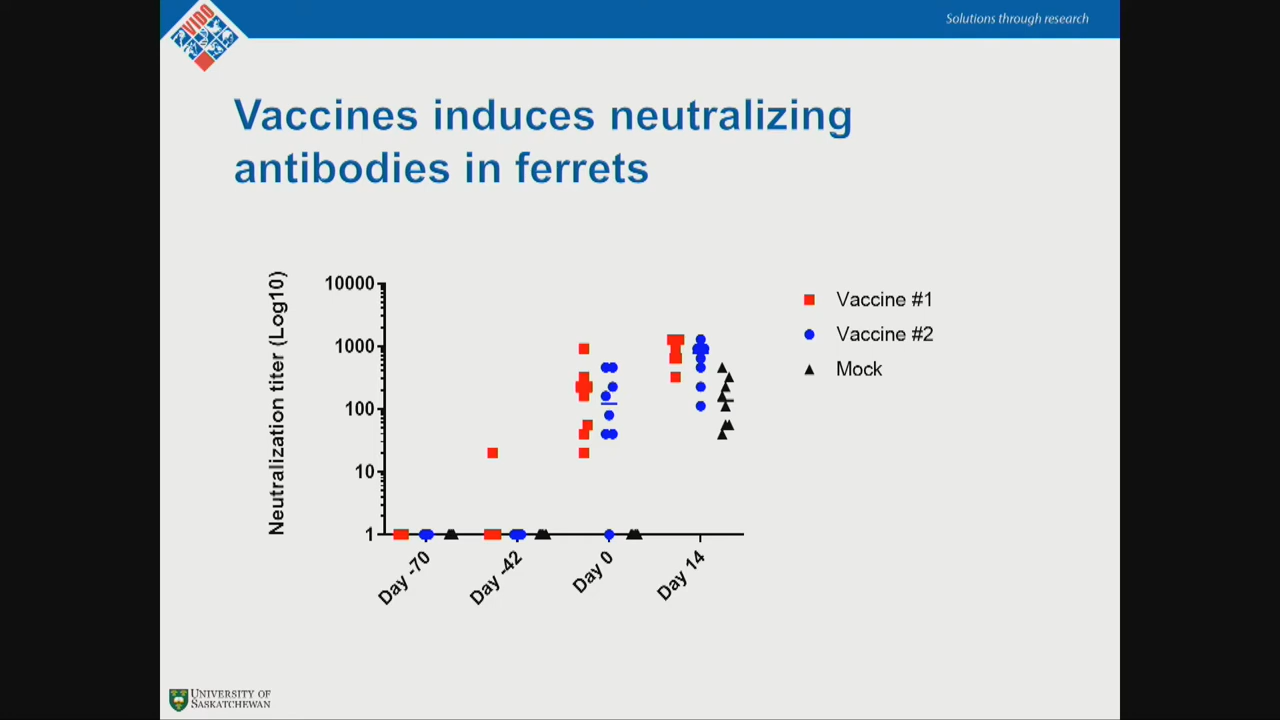 VIDO
Solutions through research
Vaccines induces neutralizing
antibodies in ferrets
Neutralization titer (Log10)
10000
1000
100
10
1
Day -70
Day -42
Day 0
Day 14
Vaccine #1
Vaccine #2
Mock
UNIVERSITY OF
SASKATCHEWAN